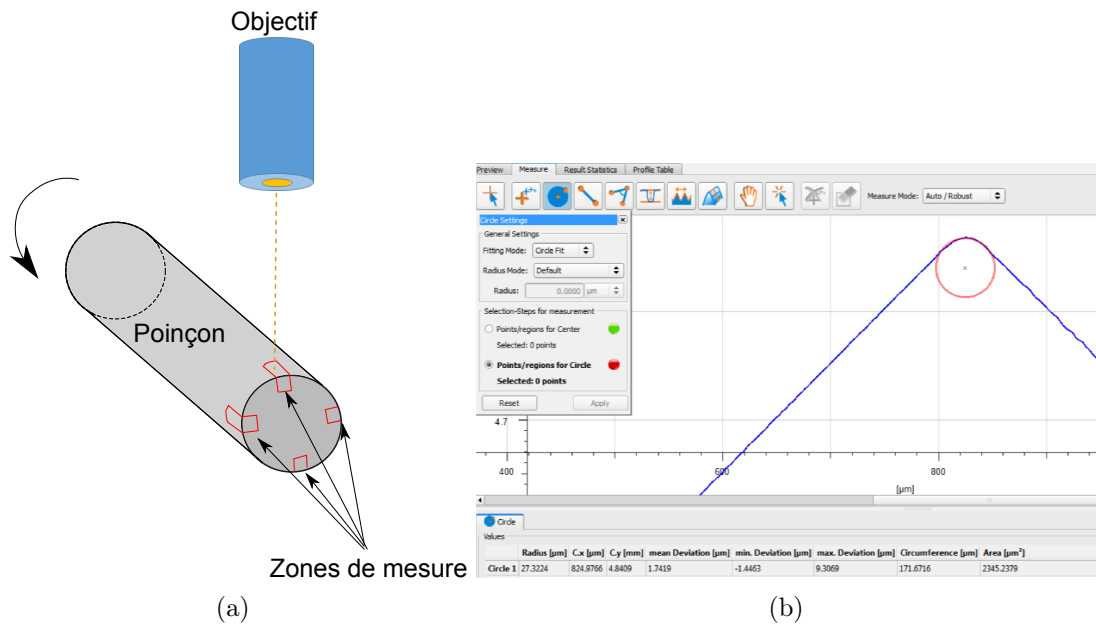 Objectif
Poinçon
Zones de mesure
(a)
Preview Measure Result Statistics Profile Table
Measure Mode: Auto / Robust
Circle Settings
General Settings
Fitting Mode: Circle Fit
Radius Mode: Default
Radius: 0.0000 µm
Selection-Steps for measurement
Points/regions for Center
Selected: 0 points
Points/regions for Circle
Selected: 0 points
Reset Apply
4.7
400 600 800
[µm]
Circle
Values
Radius [µm] C.x [µm] C.y [mm] mean Deviation [µm] min. Deviation [µm] max. Deviation [µm] Circumference [µm] Area [µm²]
Circle 1 27.3224 824.9766 4.8409 1.7419 -1.4463 9.3069 171.6716 2345.2379
(b)